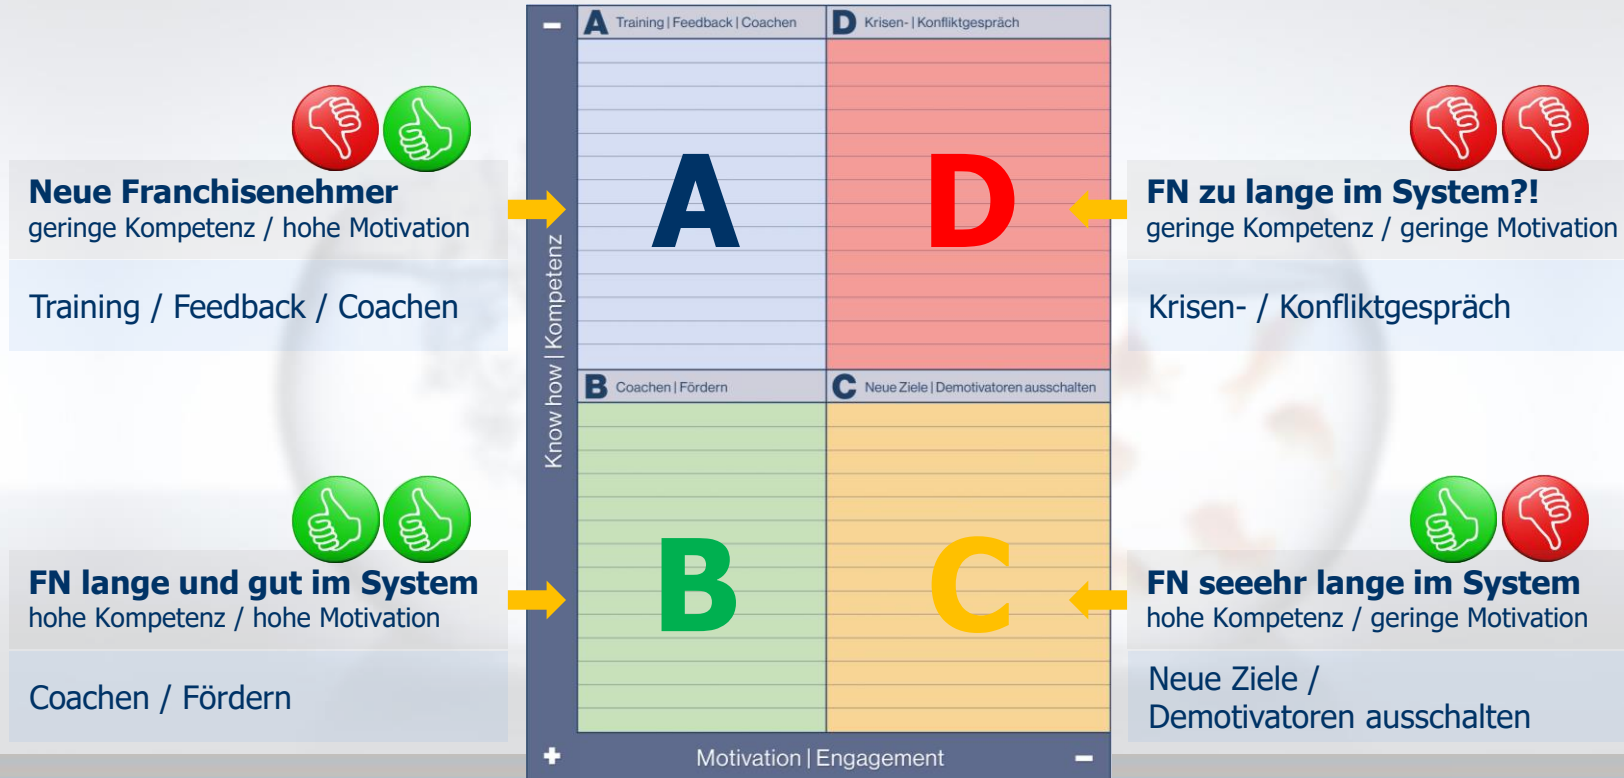 Neue Franchisenehmer
geringe Kompetenz / hohe Motivation
Training / Feedback / Coachen
FN lange und gut im System
hohe Kompetenz / hohe Motivation
Coachen / Fördern
−
Know how | Kompetenz
+
A Training | Feedback | Coachen
A
D Krisen- | Konfliktgespräch
D
B Coachen | Fördern
B
C Neue Ziele | Demotivatoren ausschalten
C
Motivation | Engagement
−
FN zu lange im System?!
geringe Kompetenz / geringe Motivation
Krisen- / Konfliktgespräch
FN seeehr lange im System
hohe Kompetenz / geringe Motivation
Neue Ziele /
Demotivatoren ausschalten